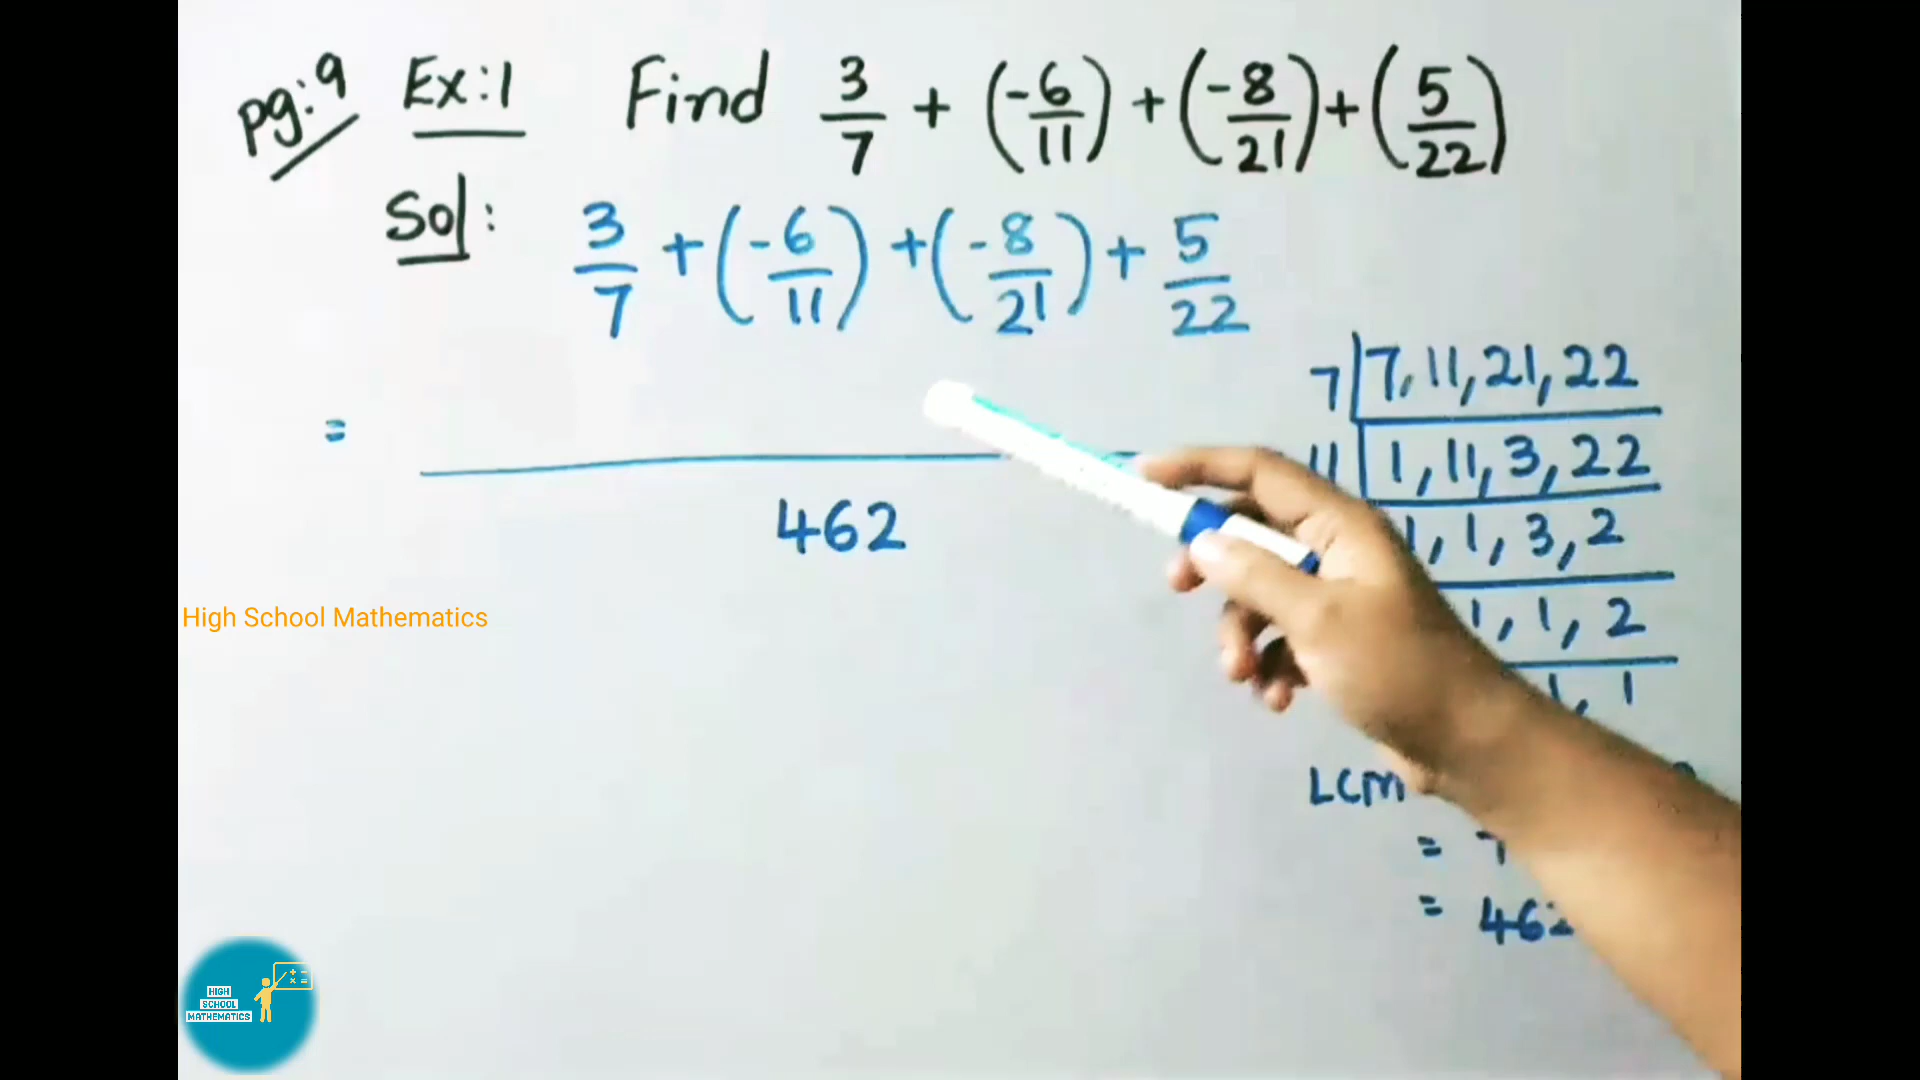 pg:9 Ex:1 Find 3/7 + (-6/11) + (-8/21) + (5/22)
Sol: 3/7 + (-6/11) + (-8/21) + 5/22
7 | 7, 11, 21, 22
11 | 1, 11, 3, 22
1, 1, 3, 2
1, 1, 2
1, 1
=
462
LCM
= 7
= 462
High School Mathematics
HIGH
SCHOOL
MATHEMATICS